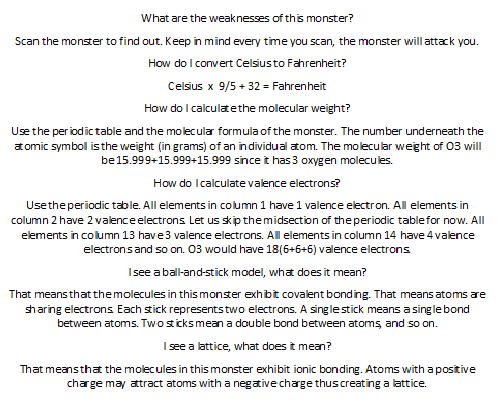 What are the weaknesses of this monster?
Scan the monster to find out. Keep in mind every time you scan, the monster will attack you.
How do I convert Celsius to Fahrenheit?
Celsius x 9/5 + 32 = Fahrenheit
How do I calculate the mollecular weight?
Use the periodic table and the molecular formula of the monster. The number underneath the
atomic symbol is the weight (in grams) of an individual atom. The molecular weight of O3 will
be 15.999+15.999+15.999 since it has 3 oxygen molecules.
How do I calculate valence electrons?
Use the periodic table. All elements in column 1 have 1 valence electron. All elements in
column 2 have 2 valence electrons. Let us skip the midsection of the periodic table for now. All
elements in column 13 have 3 valence electrons. All elements in column 14 have 4 valence
electrons and so on. O3 would have 18(6+6+6) valence electrons.
I see a ball-and-stick model, what does it mean?
That means that the molecules in this monster exhibit covalent bonding. That means atoms are
sharing electrons. Each stick represents two electrons. A single stick means a single bond
between atoms. Two sticks mean a double bond between atoms, and so on.
I see a lattice, what does it mean?
That means that the molecules in this monster exhibit ionic bonding. Atoms with a positive
charge may attract atoms with a negative charge thus creating a lattice.